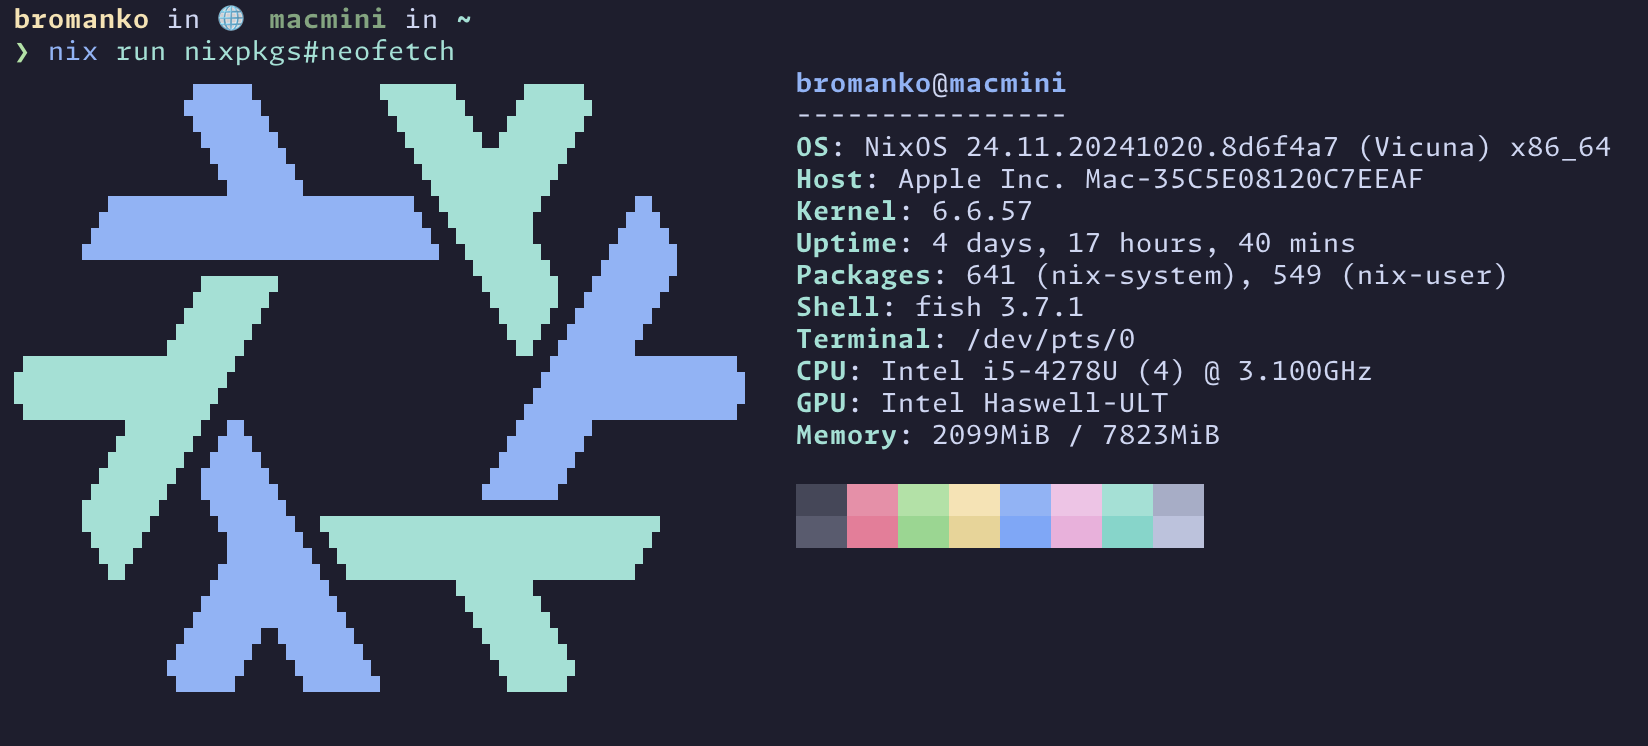 bromanko in 🌐 macmini in ~
❯ nix run nixpkgs#neofetch
bromanko@macmini
----------------
OS: NixOS 24.11.20241020.8d6f4a7 (Vicuna) x86_64
Host: Apple Inc. Mac-35C5E08120C7EEAF
Kernel: 6.6.57
Uptime: 4 days, 17 hours, 40 mins
Packages: 641 (nix-system), 549 (nix-user)
Shell: fish 3.7.1
Terminal: /dev/pts/0
CPU: Intel i5-4278U (4) @ 3.100GHz
GPU: Intel Haswell-ULT
Memory: 2099MiB / 7823MiB